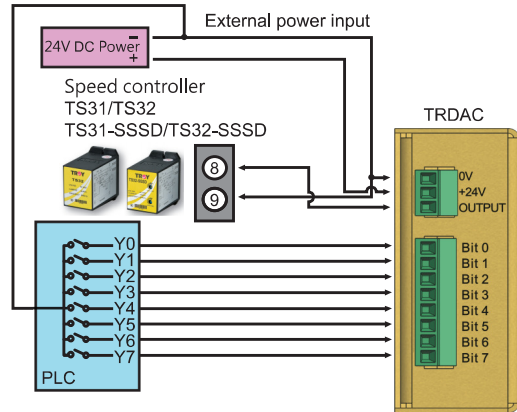 External power input
24V DC Power
−
+
Speed controller
TS31/TS32
TS31-SSSD/TS32-SSSD
TRDAC
8
9
0V
+24V
OUTPUT
Y0
Y1
Y2
Y3
Y4
Y5
Y6
Y7
PLC
Bit 0
Bit 1
Bit 2
Bit 3
Bit 4
Bit 5
Bit 6
Bit 7